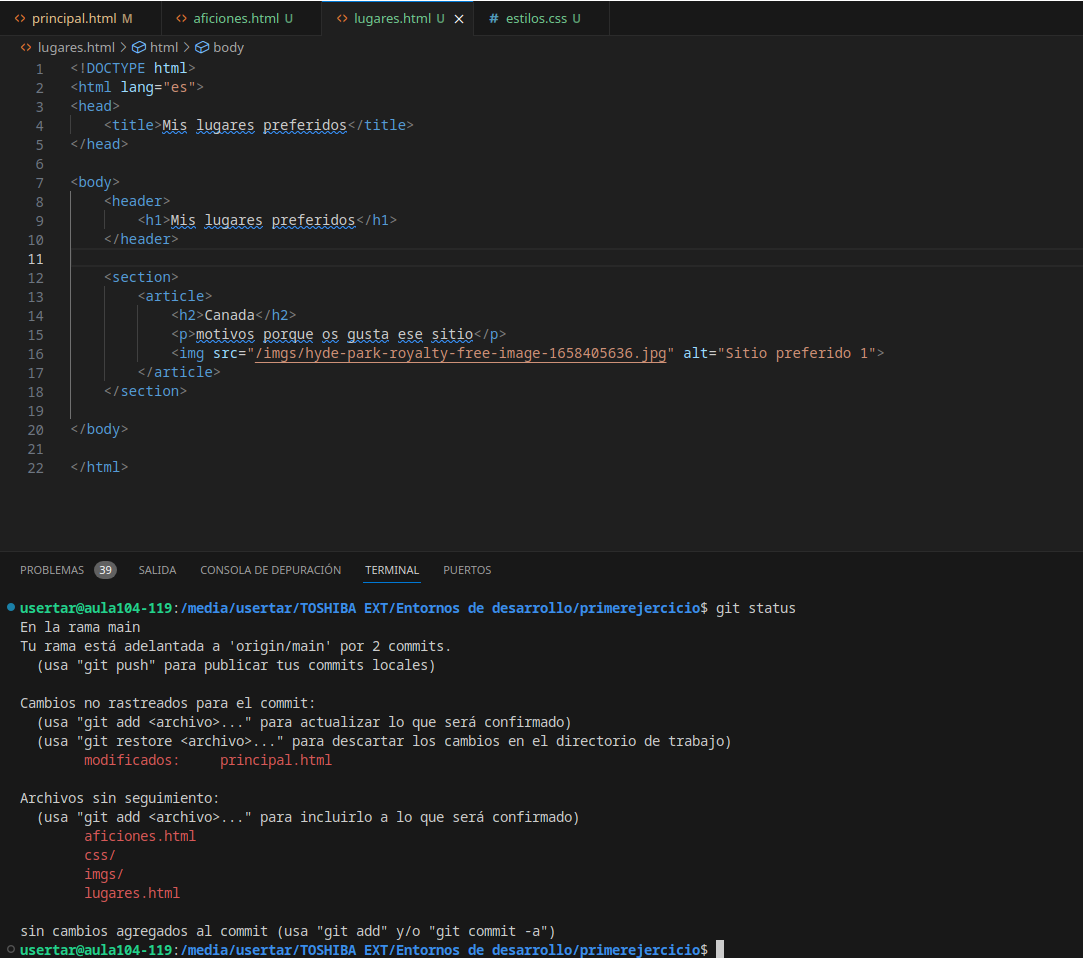 principal.html M aficiones.html U lugares.html U estilos.css U
lugares.html > html > body
1 <!DOCTYPE html>
2 <html lang="es">
3 <head>
4 <title>Mis lugares preferidos</title>
5 </head>
6
7 <body>
8 <header>
9 <h1>Mis lugares preferidos</h1>
10 </header>
11
12 <section>
13 <article>
14 <h2>Canada</h2>
15 <p>motivos porque os gusta ese sitio</p>
16 <img src="/imgs/hyde-park-royalty-free-image-1658405636.jpg" alt="Sitio preferido 1">
17 </article>
18 </section>
19
20 </body>
21
22 </html>
PROBLEMAS 39 SALIDA CONSOLA DE DEPURACIÓN TERMINAL PUERTOS
usertar@aula104-119:/media/usertar/TOSHIBA EXT/Entornos de desarrollo/primerejercicio$ git status
En la rama main
Tu rama está adelantada a 'origin/main' por 2 commits.
(usa "git push" para publicar tus commits locales)
Cambios no rastreados para el commit:
(usa "git add <archivo>..." para actualizar lo que será confirmado)
(usa "git restore <archivo>..." para descartar los cambios en el directorio de trabajo)
modificados: principal.html
Archivos sin seguimiento:
(usa "git add <archivo>..." para incluirlo a lo que será confirmado)
aficiones.html
css/
imgs/
lugares.html
sin cambios agregados al commit (usa "git add" y/o "git commit -a")
usertar@aula104-119:/media/usertar/TOSHIBA EXT/Entornos de desarrollo/primerejercicio$